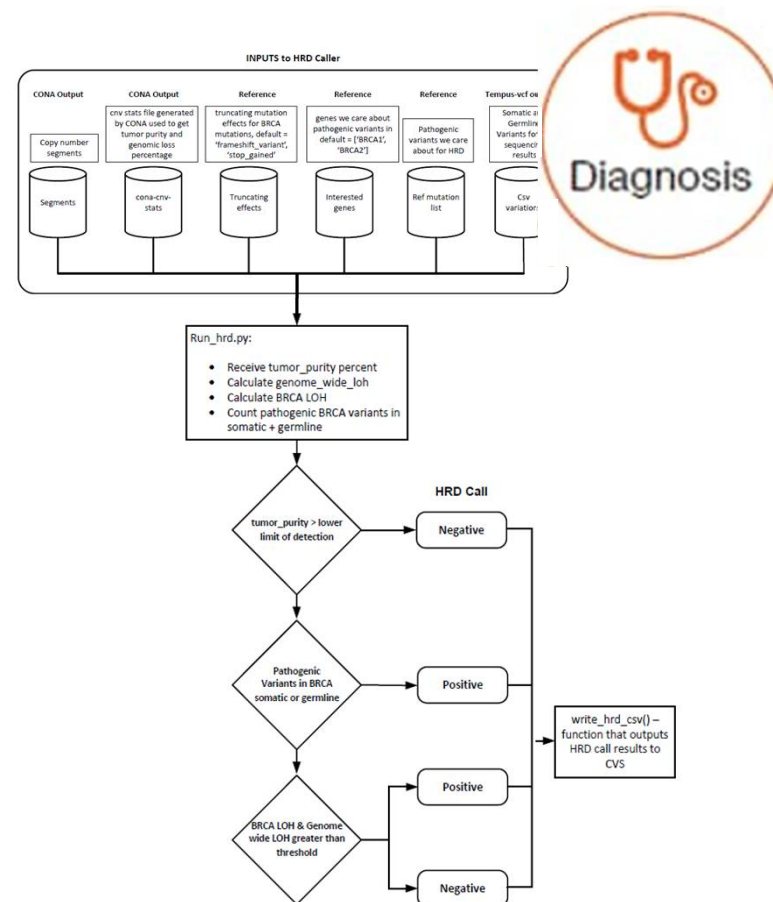 INPUTS to HRD Caller
CONA Output
CONA Output
Reference
Reference
Reference
Tempus-vcf
Copy number
segments
cnv stats file generated
by CONA used to get
tumor purity and
genomic loss
percentage
truncating mutation
effects for BRCA
mutations, default =
'frameshift_variant',
'stop_gained'
genes we care about
pathogenic variants in
default = ['BRCA1',
'BRCA2']
Pathogenic
variants we care
about for HRD
Somatic
Germline
Variants
sequencing
results
Segments
cona-cnv-
stats
Truncating
effects
Interested
genes
Ref mutation
list
Csv
variations
Diagnosis
Run_hrd.py:
• Receive tumor_purity percent
• Calculate genome_wide_loh
• Calculate BRCA LOH
• Count pathogenic BRCA variants in
somatic + germline
HRD Call
tumor_purity > lower
limit of detection
Negative
Pathogenic
Variants in BRCA
somatic or germline
Positive
write_hrd_csv() –
function that outputs
HRD call results to
CVS
BRCA LOH & Genome
wide LOH greater than
threshold
Positive
Negative